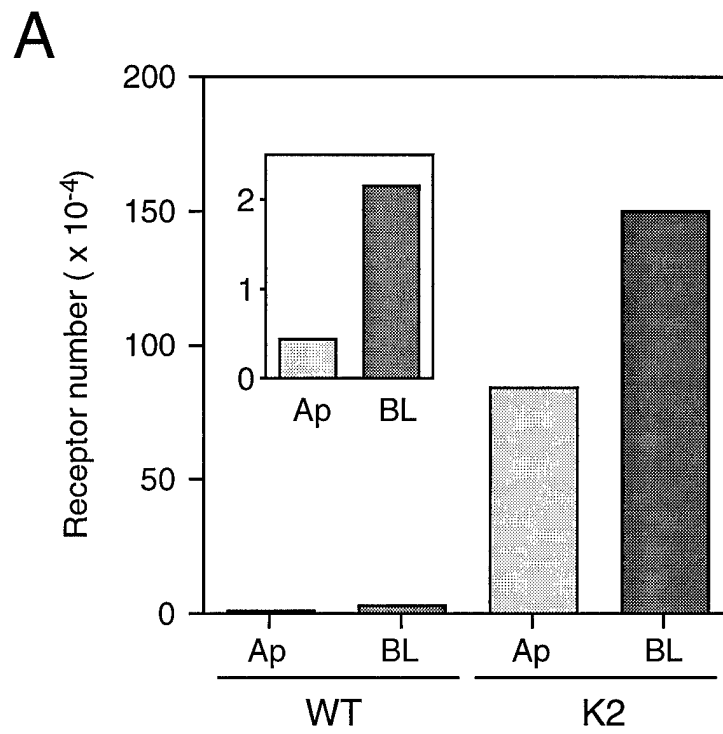 A
200
150
100
50
0
Receptor number ( x 10⁻⁴)
2
1
0
Ap BL
Ap BL Ap BL
WT K2